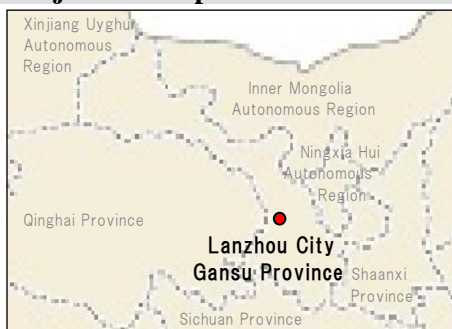 Xinjiang Uyghur
Autonomous
Region
Inner Mongolia
Autonomous Region
Ningxia Hui
Autonomous
Region
Qinghai Province
Lanzhou City
Gansu Province
Shaanxi
Province
Sichuan Province